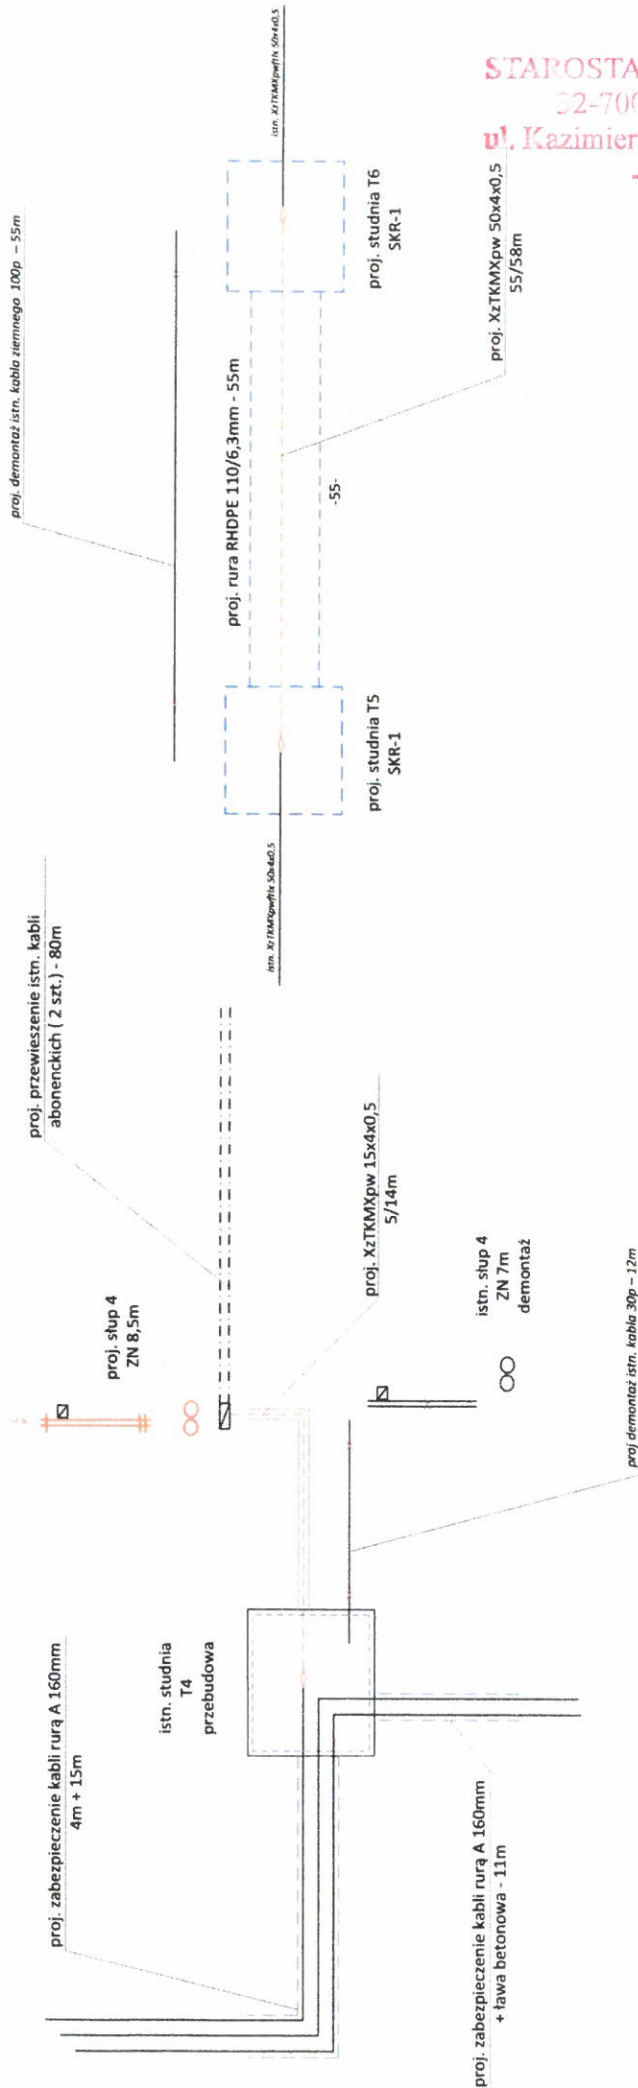 proj. zabezpieczenie kabli rurą A 160mm
4m + 15m
istn. studnia
T4
przebudowa
proj. zabezpieczenie kabli rurą A 160mm
+ ława betonowa - 11m
proj. słup 4
ZN 8,5m
proj. przewieszenie istn. kabli
abonenckich ( 2 szt.) - 80m
proj. XzTKMXpw 15x4x0,5
5/14m
istn. słup 4
ZN 7m
demontaż
proj demontaż istn. kabla 30p – 12m
proj. demontaż istn. kabla ziemnego 100p – 55m
istn. XzTKMXpwftlx 50x4x0,5
proj. studnia T5
SKR-1
proj. rura RHDPE 110/6,3mm - 55m
-55-
proj. studnia T6
SKR-1
istn. XzTKMXpwftlx 50x4x0,5
proj. XzTKMXpw 50x4x0,5
55/58m
STAROSTA
32-700
ul. Kazimier